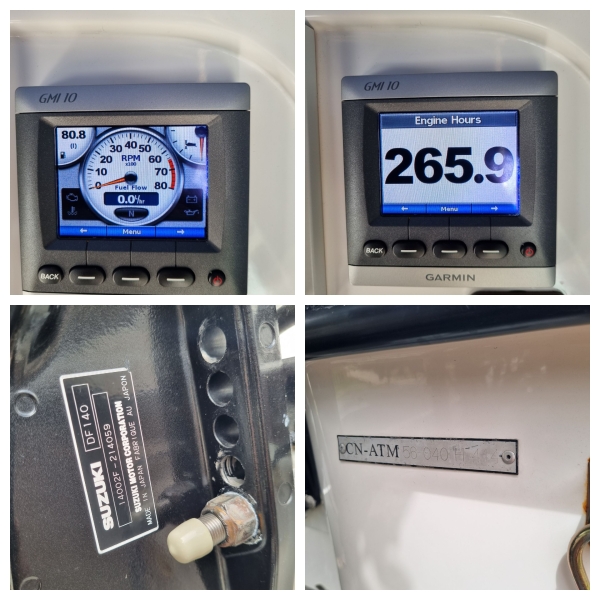 GMI 10
80.8
(l)
0 10 20 30 40 50 60 70 80
RPM
x100
Fuel Flow
0.0 l/hr
N
← Menu →
BACK
GMI 10
Engine Hours
265.9
← Menu →
BACK
GARMIN
SUZUKI DF140
14002F-214059
SUZUKI MOTOR CORPORATION
MADE IN JAPAN FABRIQUÉ AU JAPON
CN-ATM